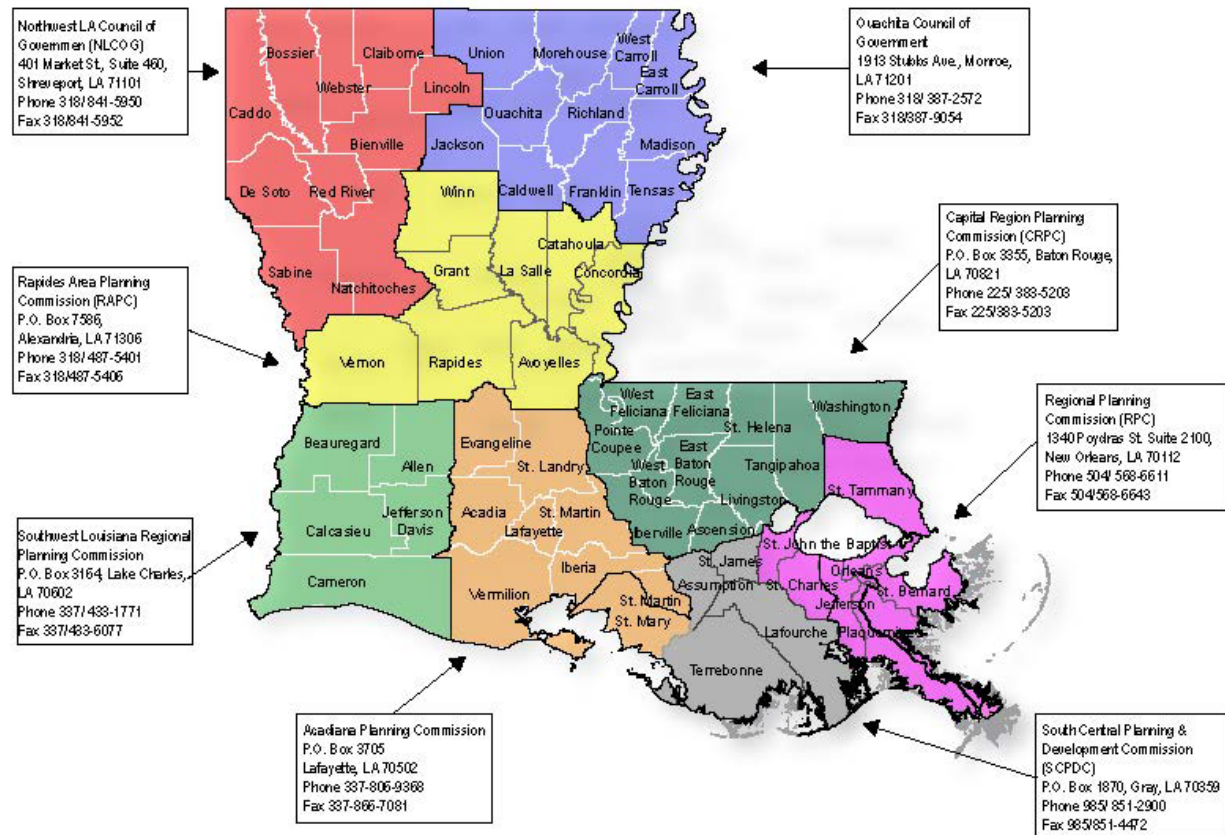 Northwest LA Council of
Governmen (NLCOG)
401 Market St., Suite 460,
Shreveport, LA 71101
Phone 318/841-5950
Fax 318/841-5952
Ouachita Council of
Government
1913 Stubbs Ave., Monroe,
LA 71201
Phone 318/ 387-2572
Fax 318/387-9054
Bossier
Claiborne
Union
Morehouse
West
Carroll
East
Carroll
Webster
Lincoln
Caddo
Ouachita
Richland
Bienville
Jackson
Madison
De Soto
Red River
Winn
Caldwell
Franklin
Tensas
Catahoula
Sabine
Natchitoches
Grant
La Salle
Concordia
Vernon
Rapides
Avoyelles
Rapides Area Planning
Commission (RAPC)
P.O. Box 7586,
Alexandria, LA 71306
Phone 318/ 487-5401
Fax 318/487-5406
Capital Region Planning
Commission (CRPC)
P.O. Box 3355, Baton Rouge,
LA 70821
Phone 225/ 383-5203
Fax 225/383-5203
Beauregard
Allen
Evangeline
St. Landry
West
Feliciana
East
Feliciana
Pointe
Coupee
St. Helena
Washington
West
Baton
Rouge
East
Baton
Rouge
Tangipahoa
Livingston
St. Tammany
Regional Planning
Commission (RPC)
1340 Poydras St. Suite 2100,
New Orleans, LA 70112
Phone 504/ 568-6611
Fax 504/568-6643
Calcasieu
Jefferson
Davis
Acadia
Lafayette
St. Martin
Iberville
Ascension
St. John the Baptist
Cameron
Vermilion
Iberia
St. Martin
St. Mary
St. James
Assumption
St. Charles
Orleans
St. Bernard
Jefferson
Lafourche
Terrebonne
Southwest Louisiana Regional
Planning Commission
P.O. Box 3164, Lake Charles,
LA 70602
Phone 337/ 433-1771
Fax 337/433-6077
Acadiana Planning Commission
P.O. Box 3705
Lafayette, LA 70502
Phone 337-806-9368
Fax 337-866-7081
South Central Planning &
Development Commission
(SCPDC)
P.O. Box 1870, Gray, LA 70359
Phone 985/ 851-2900
Fax 985/851-4472